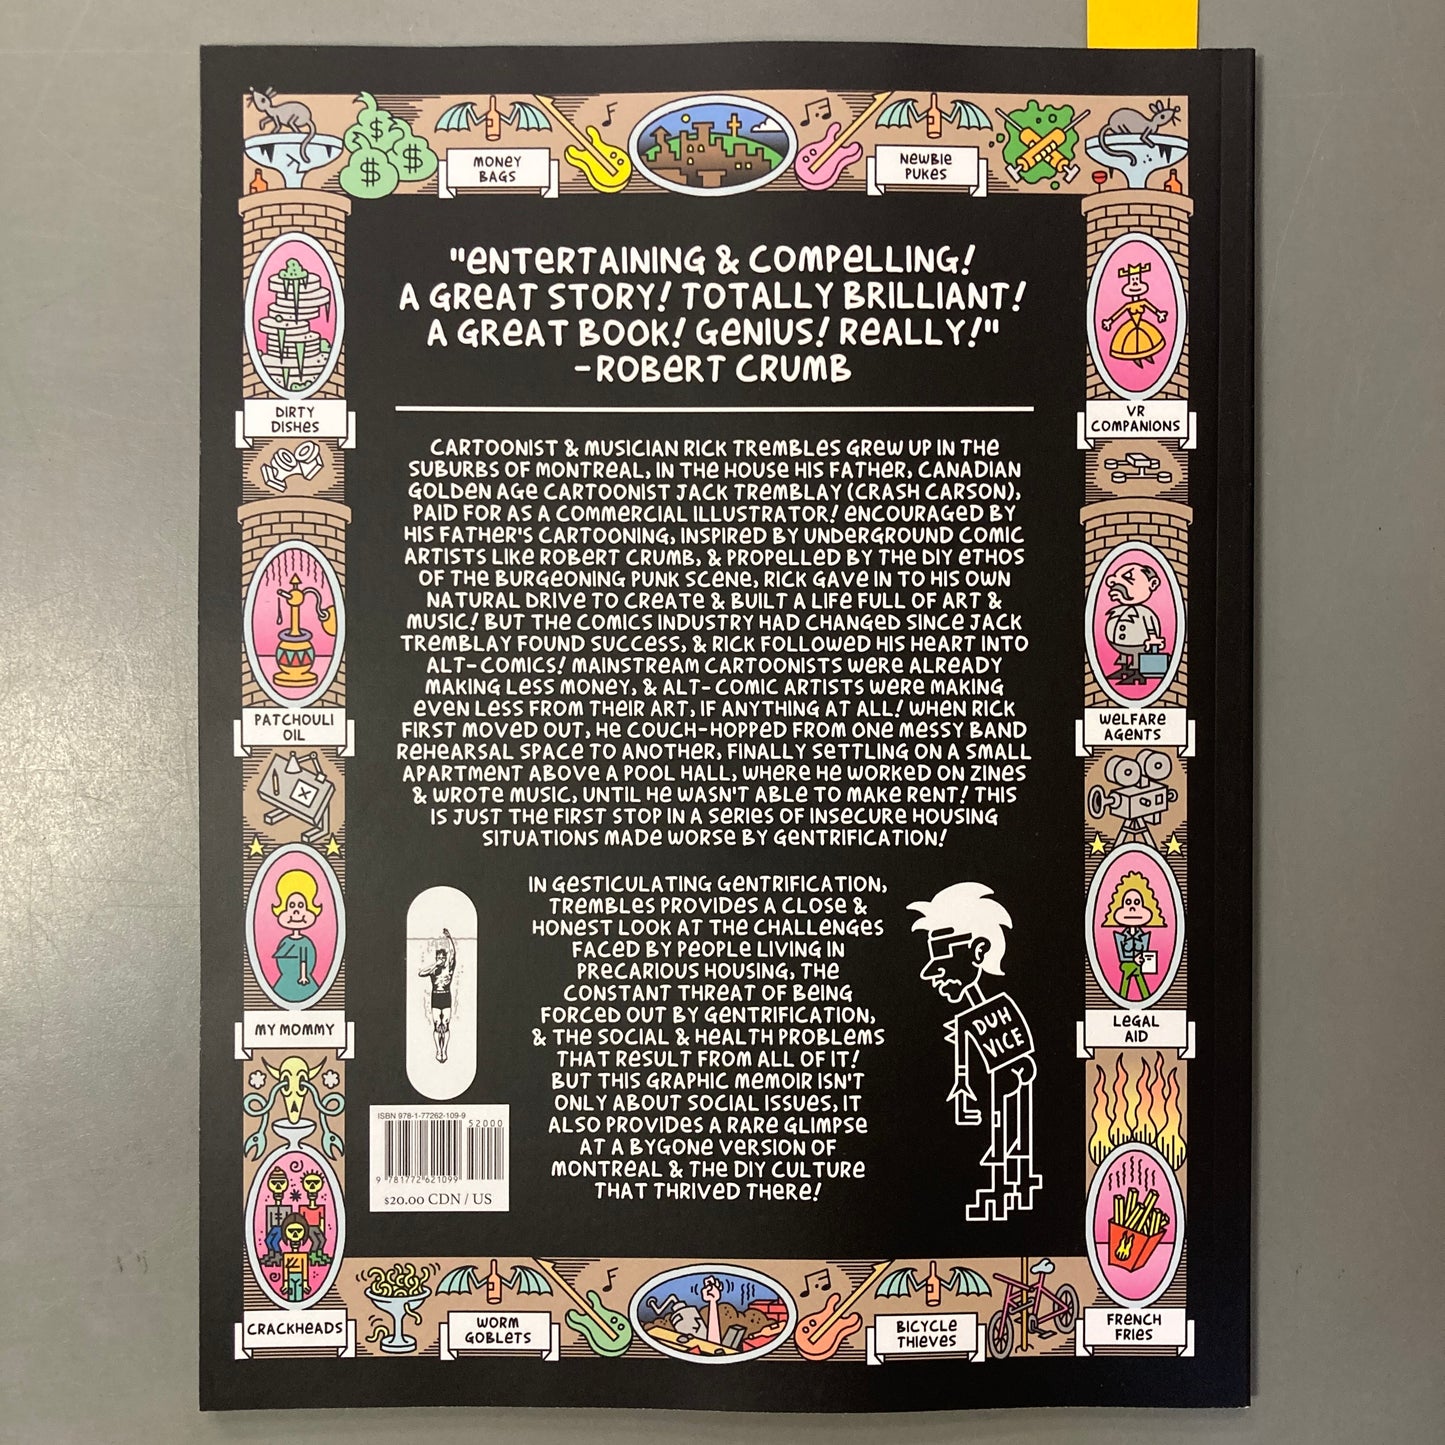 MONEY
BAGS
NEWBIE
PUKES
"ENTERTAINING & COMPELLING!
A GREAT STORY! TOTALLY BRILLIANT!
A GREAT BOOK! GENIUS! REALLY!"
-ROBERT CRUMB
DIRTY
DISHES
VR
COMPANIONS
CARTOONIST & MUSICIAN RICK TREMBLES GREW UP IN THE
SUBURBS OF MONTREAL, IN THE HOUSE HIS FATHER, CANADIAN
GOLDEN AGE CARTOONIST JACK TREMBLAY (CRASH CARSON),
PAID FOR AS A COMMERCIAL ILLUSTRATOR! ENCOURAGED BY
HIS FATHER'S CARTOONING, INSPIRED BY UNDERGROUND COMIC
ARTISTS LIKE ROBERT CRUMB, & PROPELLED BY THE DIY ETHOS
OF THE BURGEONING PUNK SCENE, RICK GAVE IN TO HIS OWN
NATURAL DRIVE TO CREATE & BUILT A LIFE FULL OF ART &
MUSIC! BUT THE COMICS INDUSTRY HAD CHANGED SINCE JACK
TREMBLAY FOUND SUCCESS, & RICK FOLLOWED HIS HEART INTO
ALT-COMICS! MAINSTREAM CARTOONISTS WERE ALREADY
MAKING LESS MONEY, & ALT-COMIC ARTISTS WERE MAKING
EVEN LESS FROM THEIR ART, IF ANYTHING AT ALL! WHEN RICK
FIRST MOVED OUT, HE COUCH-HOPPED FROM ONE MESSY BAND
REHEARSAL SPACE TO ANOTHER, FINALLY SETTLING ON A SMALL
APARTMENT ABOVE A POOL HALL, WHERE HE WORKED ON ZINES
& WROTE MUSIC, UNTIL HE WASN'T ABLE TO MAKE RENT! THIS
IS JUST THE FIRST STOP IN A SERIES OF INSECURE HOUSING
SITUATIONS MADE WORSE BY GENTRIFICATION!
PATCHOULI
OIL
WELFARE
AGENTS
IN GESTICULATING GENTRIFICATION,
TREMBLES PROVIDES A CLOSE &
HONEST LOOK AT THE CHALLENGES
FACED BY PEOPLE LIVING IN
PRECARIOUS HOUSING, THE
CONSTANT THREAT OF BEING
FORCED OUT BY GENTRIFICATION,
& THE SOCIAL & HEALTH PROBLEMS
THAT RESULT FROM ALL OF IT!
BUT THIS GRAPHIC MEMOIR ISN'T
ONLY ABOUT SOCIAL ISSUES, IT
ALSO PROVIDES A RARE GLIMPSE
AT A BYGONE VERSION OF
MONTREAL & THE DIY CULTURE
THAT THRIVED THERE!
DUH
VICE
MY MOMMY
LEGAL
AID
ISBN 978-1-77262-109-9
52000
9 781772 621099
$20.00 CDN / US
CRACKHEADS
WORM
GOBLETS
BICYCLE
THIEVES
FRENCH
FRIES